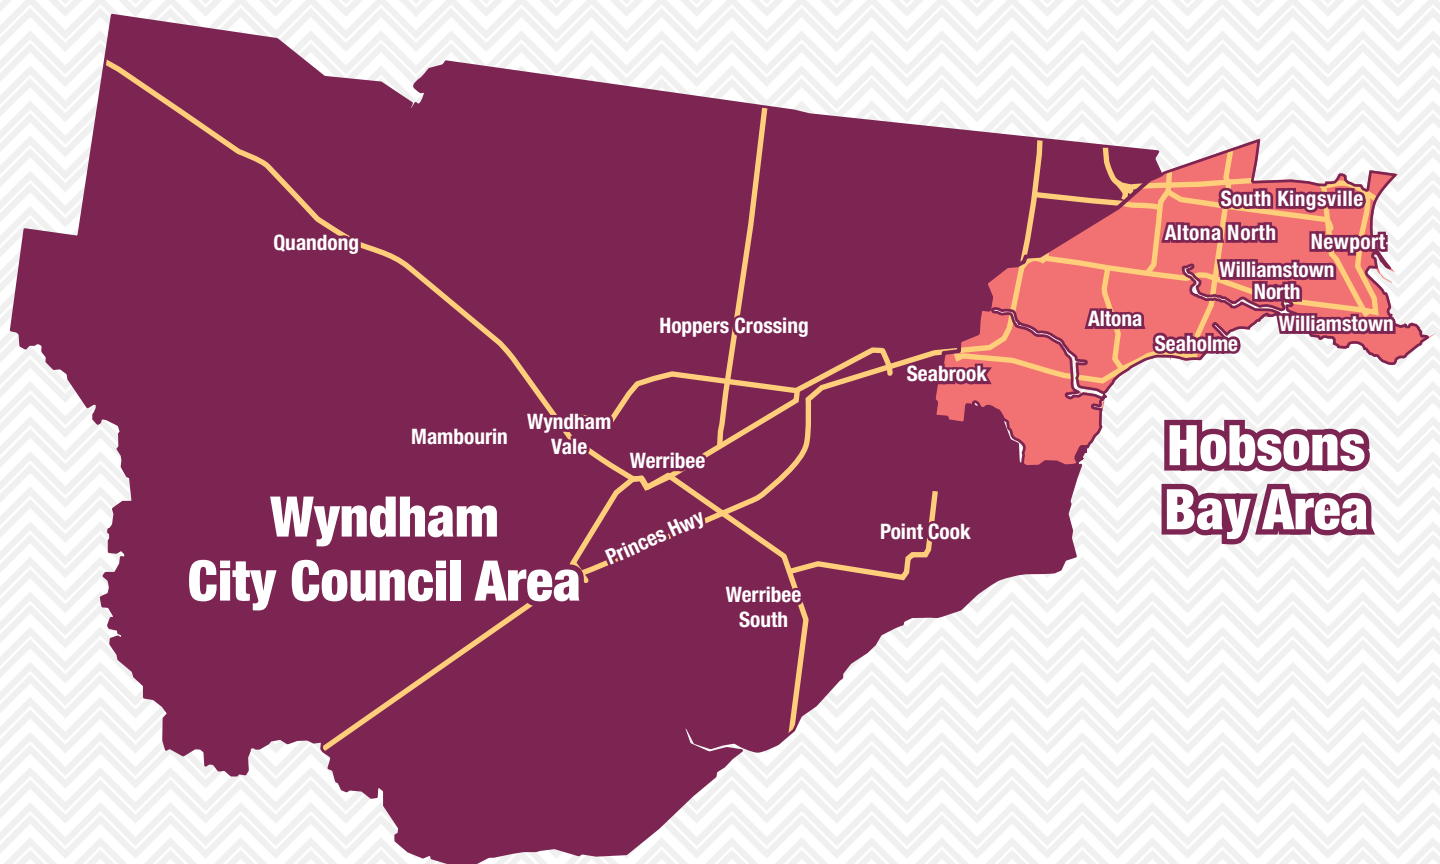 South Kingsville
Altona North
Newport
Quandong
Williamstown
North
Hoppers Crossing
Altona
Williamstown
Seaholme
Seabrook
Wyndham
Vale
Mambourin
Werribee
Hobsons
Bay Area
Wyndham
City Council Area
Princes Hwy
Point Cook
Werribee
South